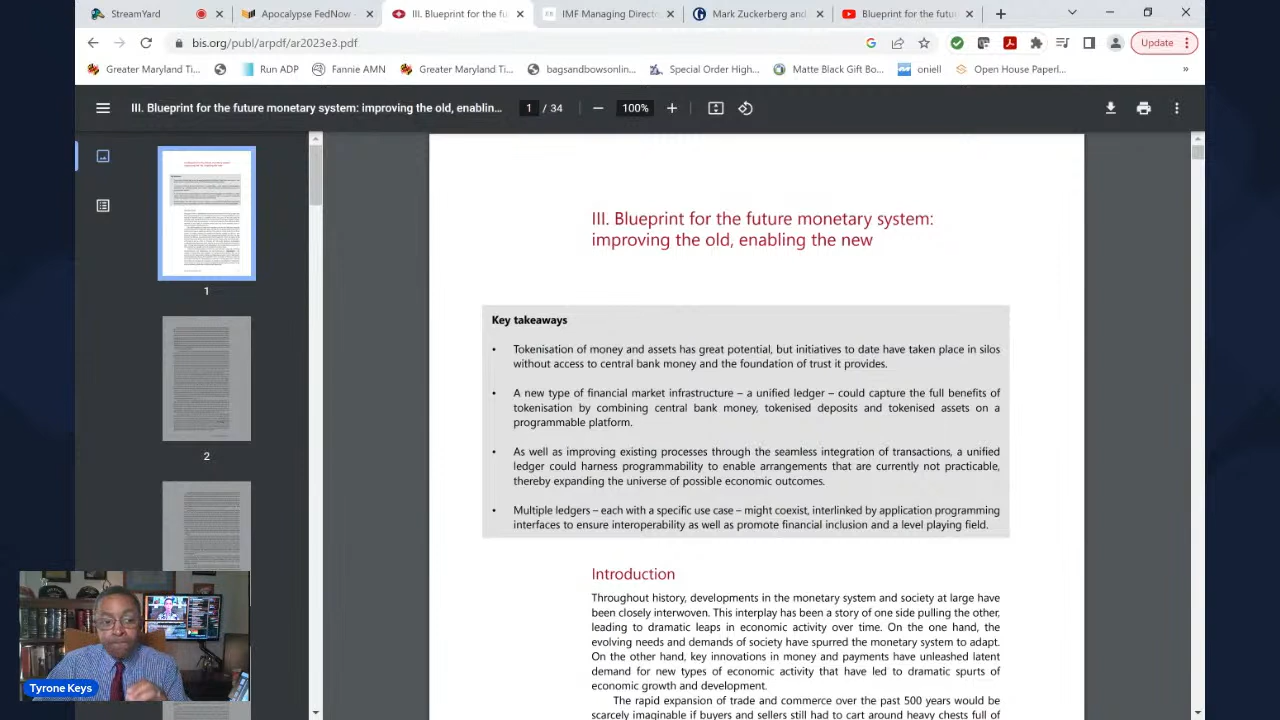 StreamYard
Apocalypse FedNow -
III. Blueprint for the fu
IMF Managing Direct
Mark Zuckerberg and
Blueprint for the futur
bis.org/pub/arpdf/ar2023e3.pdf
Update
Greater Maryland Ti...
Run ADP
Parler AMN
Greater Maryland Ti...
bagsandbowsonlin...
Special Order High...
Matte Black Gift Bo...
oniell
Open House Paperl...
»
III. Blueprint for the future monetary system: improving the old, enablin...
1 / 34
100%
III. Blueprint for the future monetary system:
improving the old, enabling the new
Key takeaways
• Tokenisation of money and assets has great potential, but initiatives to date have taken place in silos
without access to central bank money and the foundation of trust it provides.
• A new type of financial market infrastructure – a unified ledger – could capture the full benefits of
tokenisation by combining central bank money, tokenised deposits and tokenised assets on a
programmable platform.
• As well as improving existing processes through the seamless integration of transactions, a unified
ledger could harness programmability to enable arrangements that are currently not practicable,
thereby expanding the universe of possible economic outcomes.
• Multiple ledgers – each with a specific use case – might coexist, interlinked by application programming
interfaces to ensure interoperability as well as promote financial inclusion and a level playing field.
Introduction
Throughout history, developments in the monetary system and society at large have
been closely interwoven. This interplay has been a story of one side pulling the other,
leading to dramatic leaps in economic activity over time. On the one hand, the
evolving needs and demands of society have spurred the monetary system to adapt.
On the other hand, key innovations in money and payments have unleashed latent
demand for new types of economic activity that have led to dramatic spurts of
economic growth and development.
The rapid expansion of trade and commerce over the past 500 years would be
scarcely imaginable if buyers and sellers still had to cart around heavy chests full of
1
2
Tyrone Keys